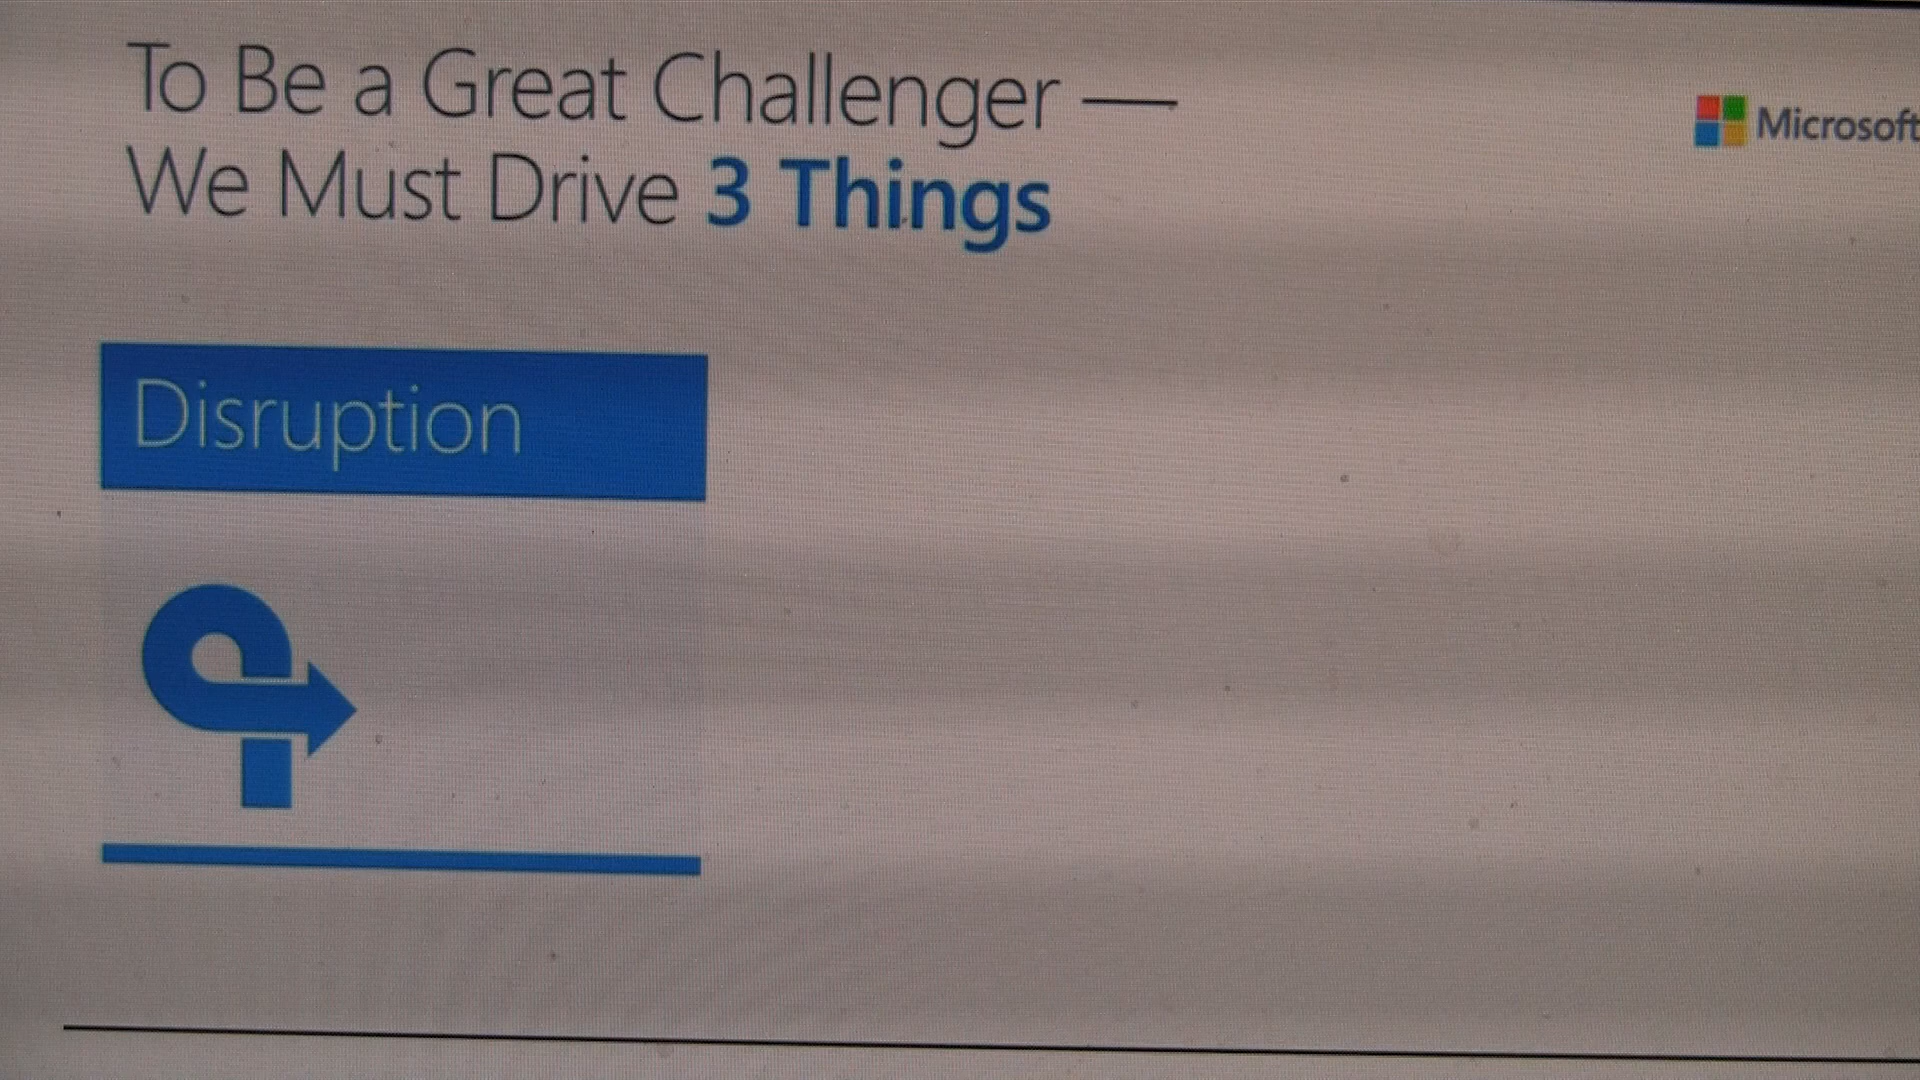 To Be a Great Challenger —
We Must Drive 3 Things
Microsoft
Disruption